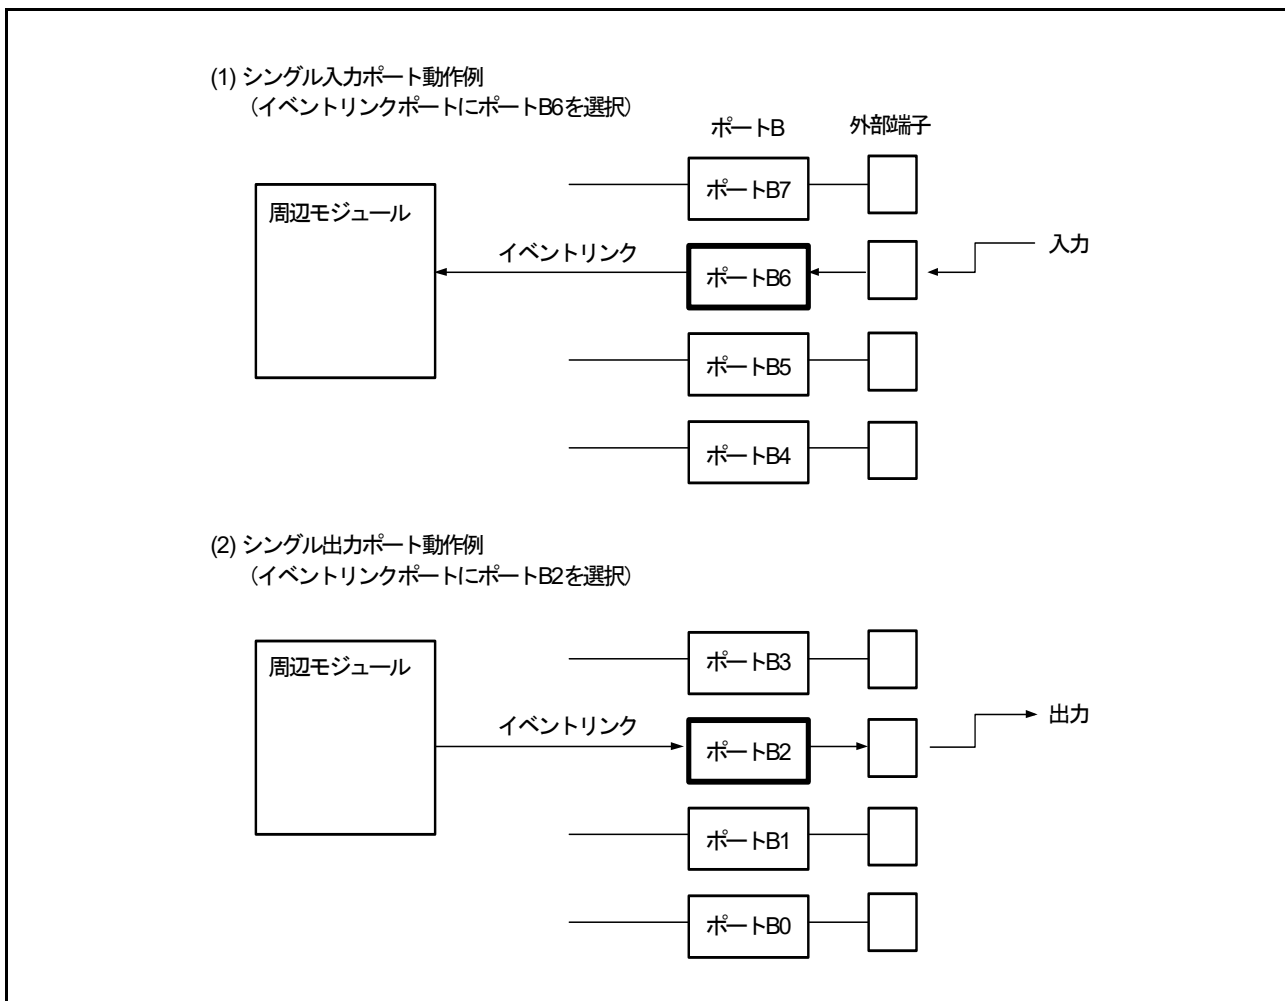 (1) シングル入力ポート動作例
（イベントリンクポートにポートB6を選択）
ポートB
外部端子
ポートB7
周辺モジュール
イベントリンク
入力
ポートB6
ポートB5
ポートB4
(2) シングル出力ポート動作例
（イベントリンクポートにポートB2を選択）
周辺モジュール
ポートB3
イベントリンク
出力
ポートB2
ポートB1
ポートB0